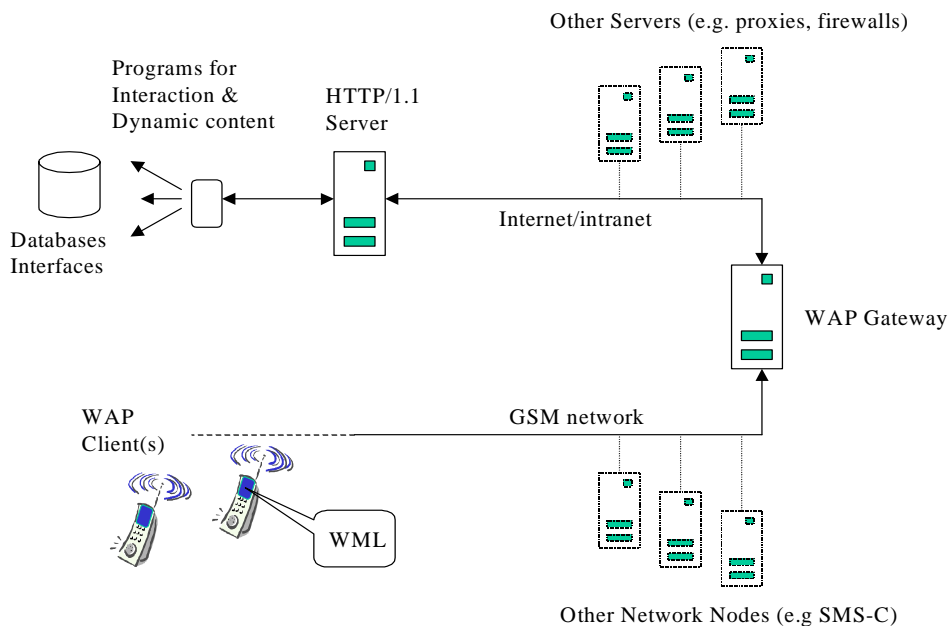 Other Servers (e.g. proxies, firewalls)
Programs for
Interaction &
Dynamic content
HTTP/1.1
Server
Internet/intranet
Databases
Interfaces
WAP Gateway
WAP
Client(s)
GSM network
WML
Other Network Nodes (e.g SMS-C)